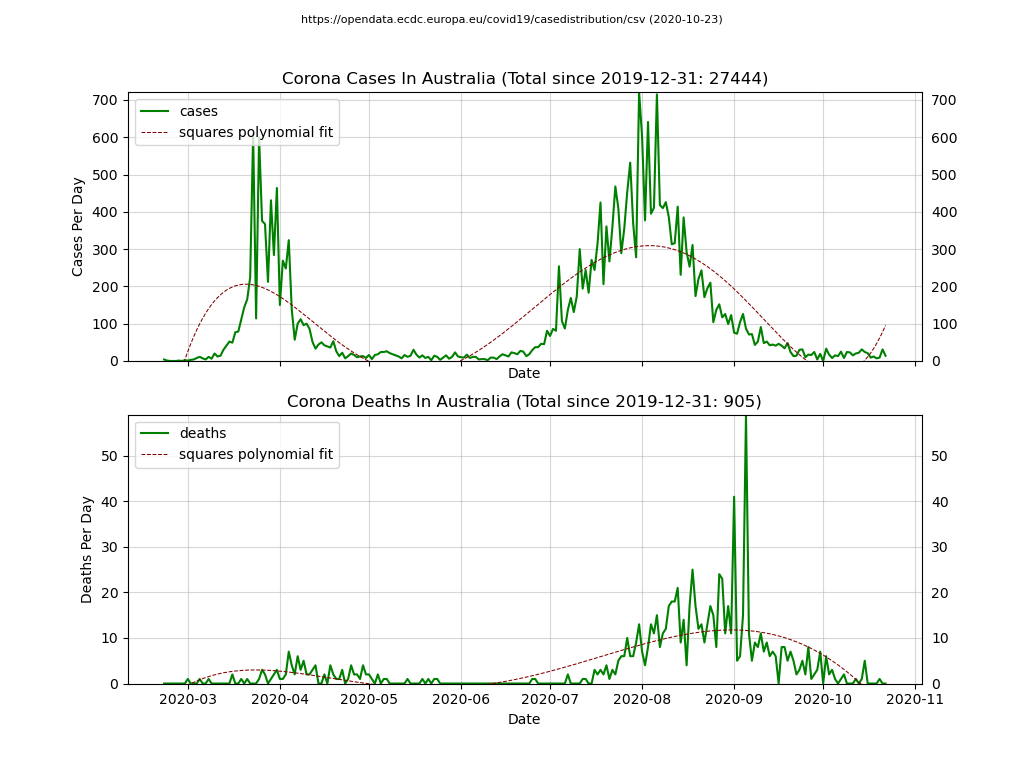 https://opendata.ecdc.europa.eu/covid19/casedistribution/csv (2020-10-23)
Corona Cases In Australia (Total since 2019-12-31: 27444)
cases
squares polynomial fit
Cases Per Day
700
600
500
400
300
200
100
0
700
600
500
400
300
200
100
0
Date
Corona Deaths In Australia (Total since 2019-12-31: 905)
deaths
squares polynomial fit
Deaths Per Day
50
40
30
20
10
0
50
40
30
20
10
0
2020-03 2020-04 2020-05 2020-06 2020-07 2020-08 2020-09 2020-10 2020-11
Date